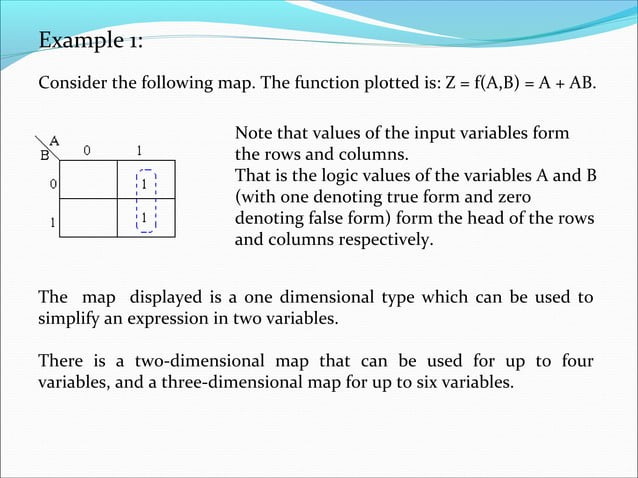 Example 1:
Consider the following map. The function plotted is: Z = f(A,B) = A + AB.
A
B 0 1
0 1
1 1
Note that values of the input variables form
the rows and columns.
That is the logic values of the variables A and B
(with one denoting true form and zero
denoting false form) form the head of the rows
and columns respectively.
The map displayed is a one dimensional type which can be used to
simplify an expression in two variables.
There is a two-dimensional map that can be used for up to four
variables, and a three-dimensional map for up to six variables.